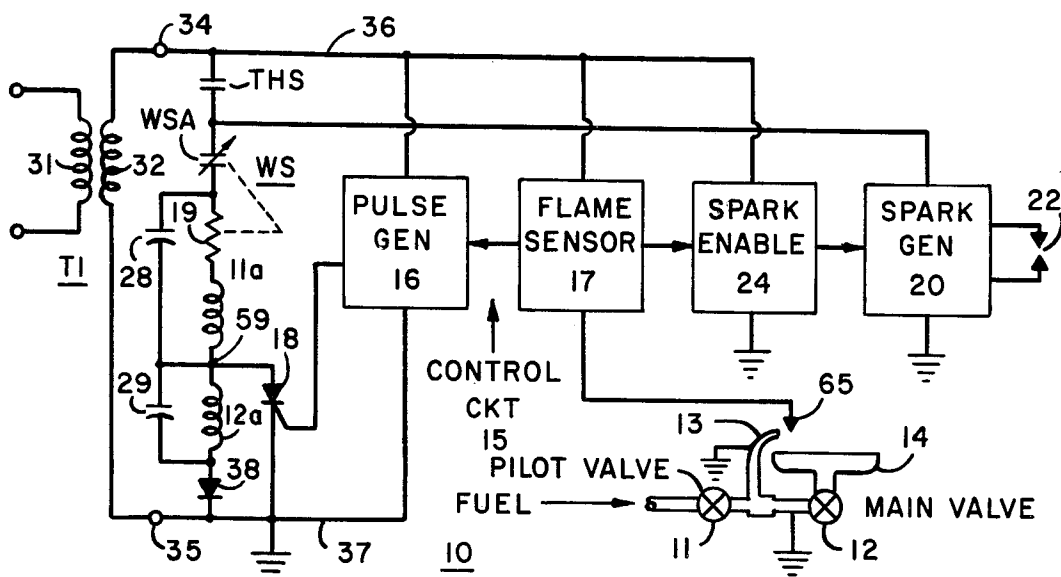 34
36
THS
WSA
31
32
WS
19
28
11a
T1
59
18
29
12a
38
35
37
10
PULSE
GEN
16
FLAME
SENSOR
17
SPARK
ENABLE
24
SPARK
GEN
20
22
CONTROL
CKT
15
65
13
14
PILOT VALVE
FUEL
MAIN VALVE
11
12